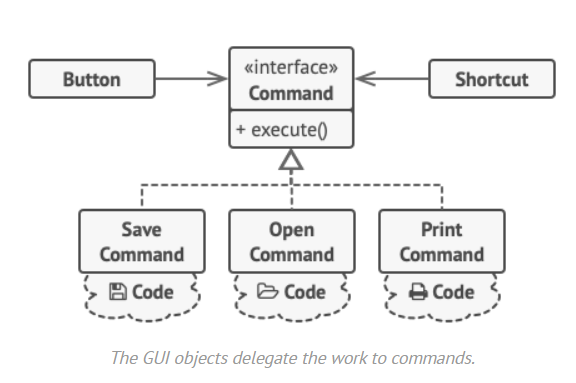 Button
«interface»
Command
+ execute()
Shortcut
Save
Command
Code
Open
Command
Code
Print
Command
Code
The GUI objects delegate the work to commands.